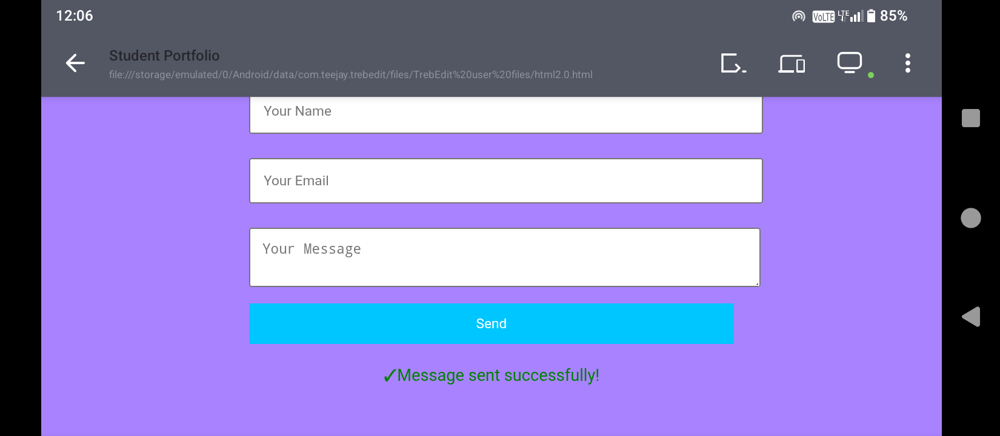 12:06
VoLTE LTE 85%
Student Portfolio
file:///storage/emulated/0/Android/data/com.teejay.trebedit/files/TrebEdit%20user%20files/html2.0.html
Your Name
Your Email
Your Message
Send
✓Message sent successfully!